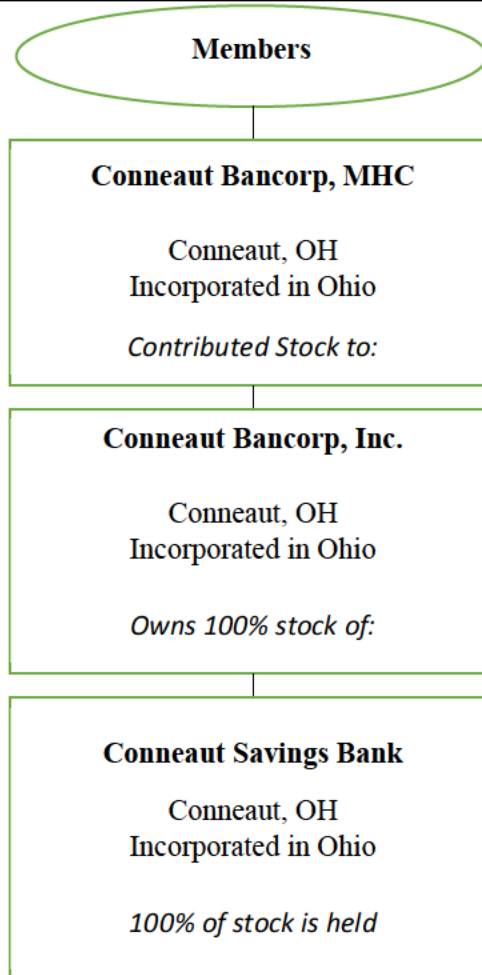 Members
Conneaut Bancorp, MHC
Conneaut, OH
Incorporated in Ohio
Contributed Stock to:
Conneaut Bancorp, Inc.
Conneaut, OH
Incorporated in Ohio
Owns 100% stock of:
Conneaut Savings Bank
Conneaut, OH
Incorporated in Ohio
100% of stock is held